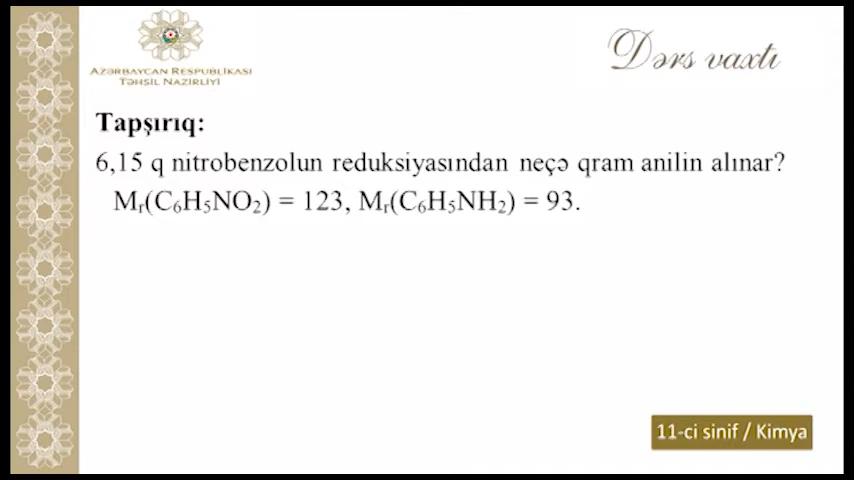 AZƏRBAYCAN RESPUBLİKASI
TƏHSİL NAZİRLİYİ
Dərs vaxtı
Tapşırıq:
6,15 q nitrobenzolun reduksiyasından neçə qram anilin alınar?
Mᵣ(C₆H₅NO₂) = 123, Mᵣ(C₆H₅NH₂) = 93.
11-ci sinif / Kimya